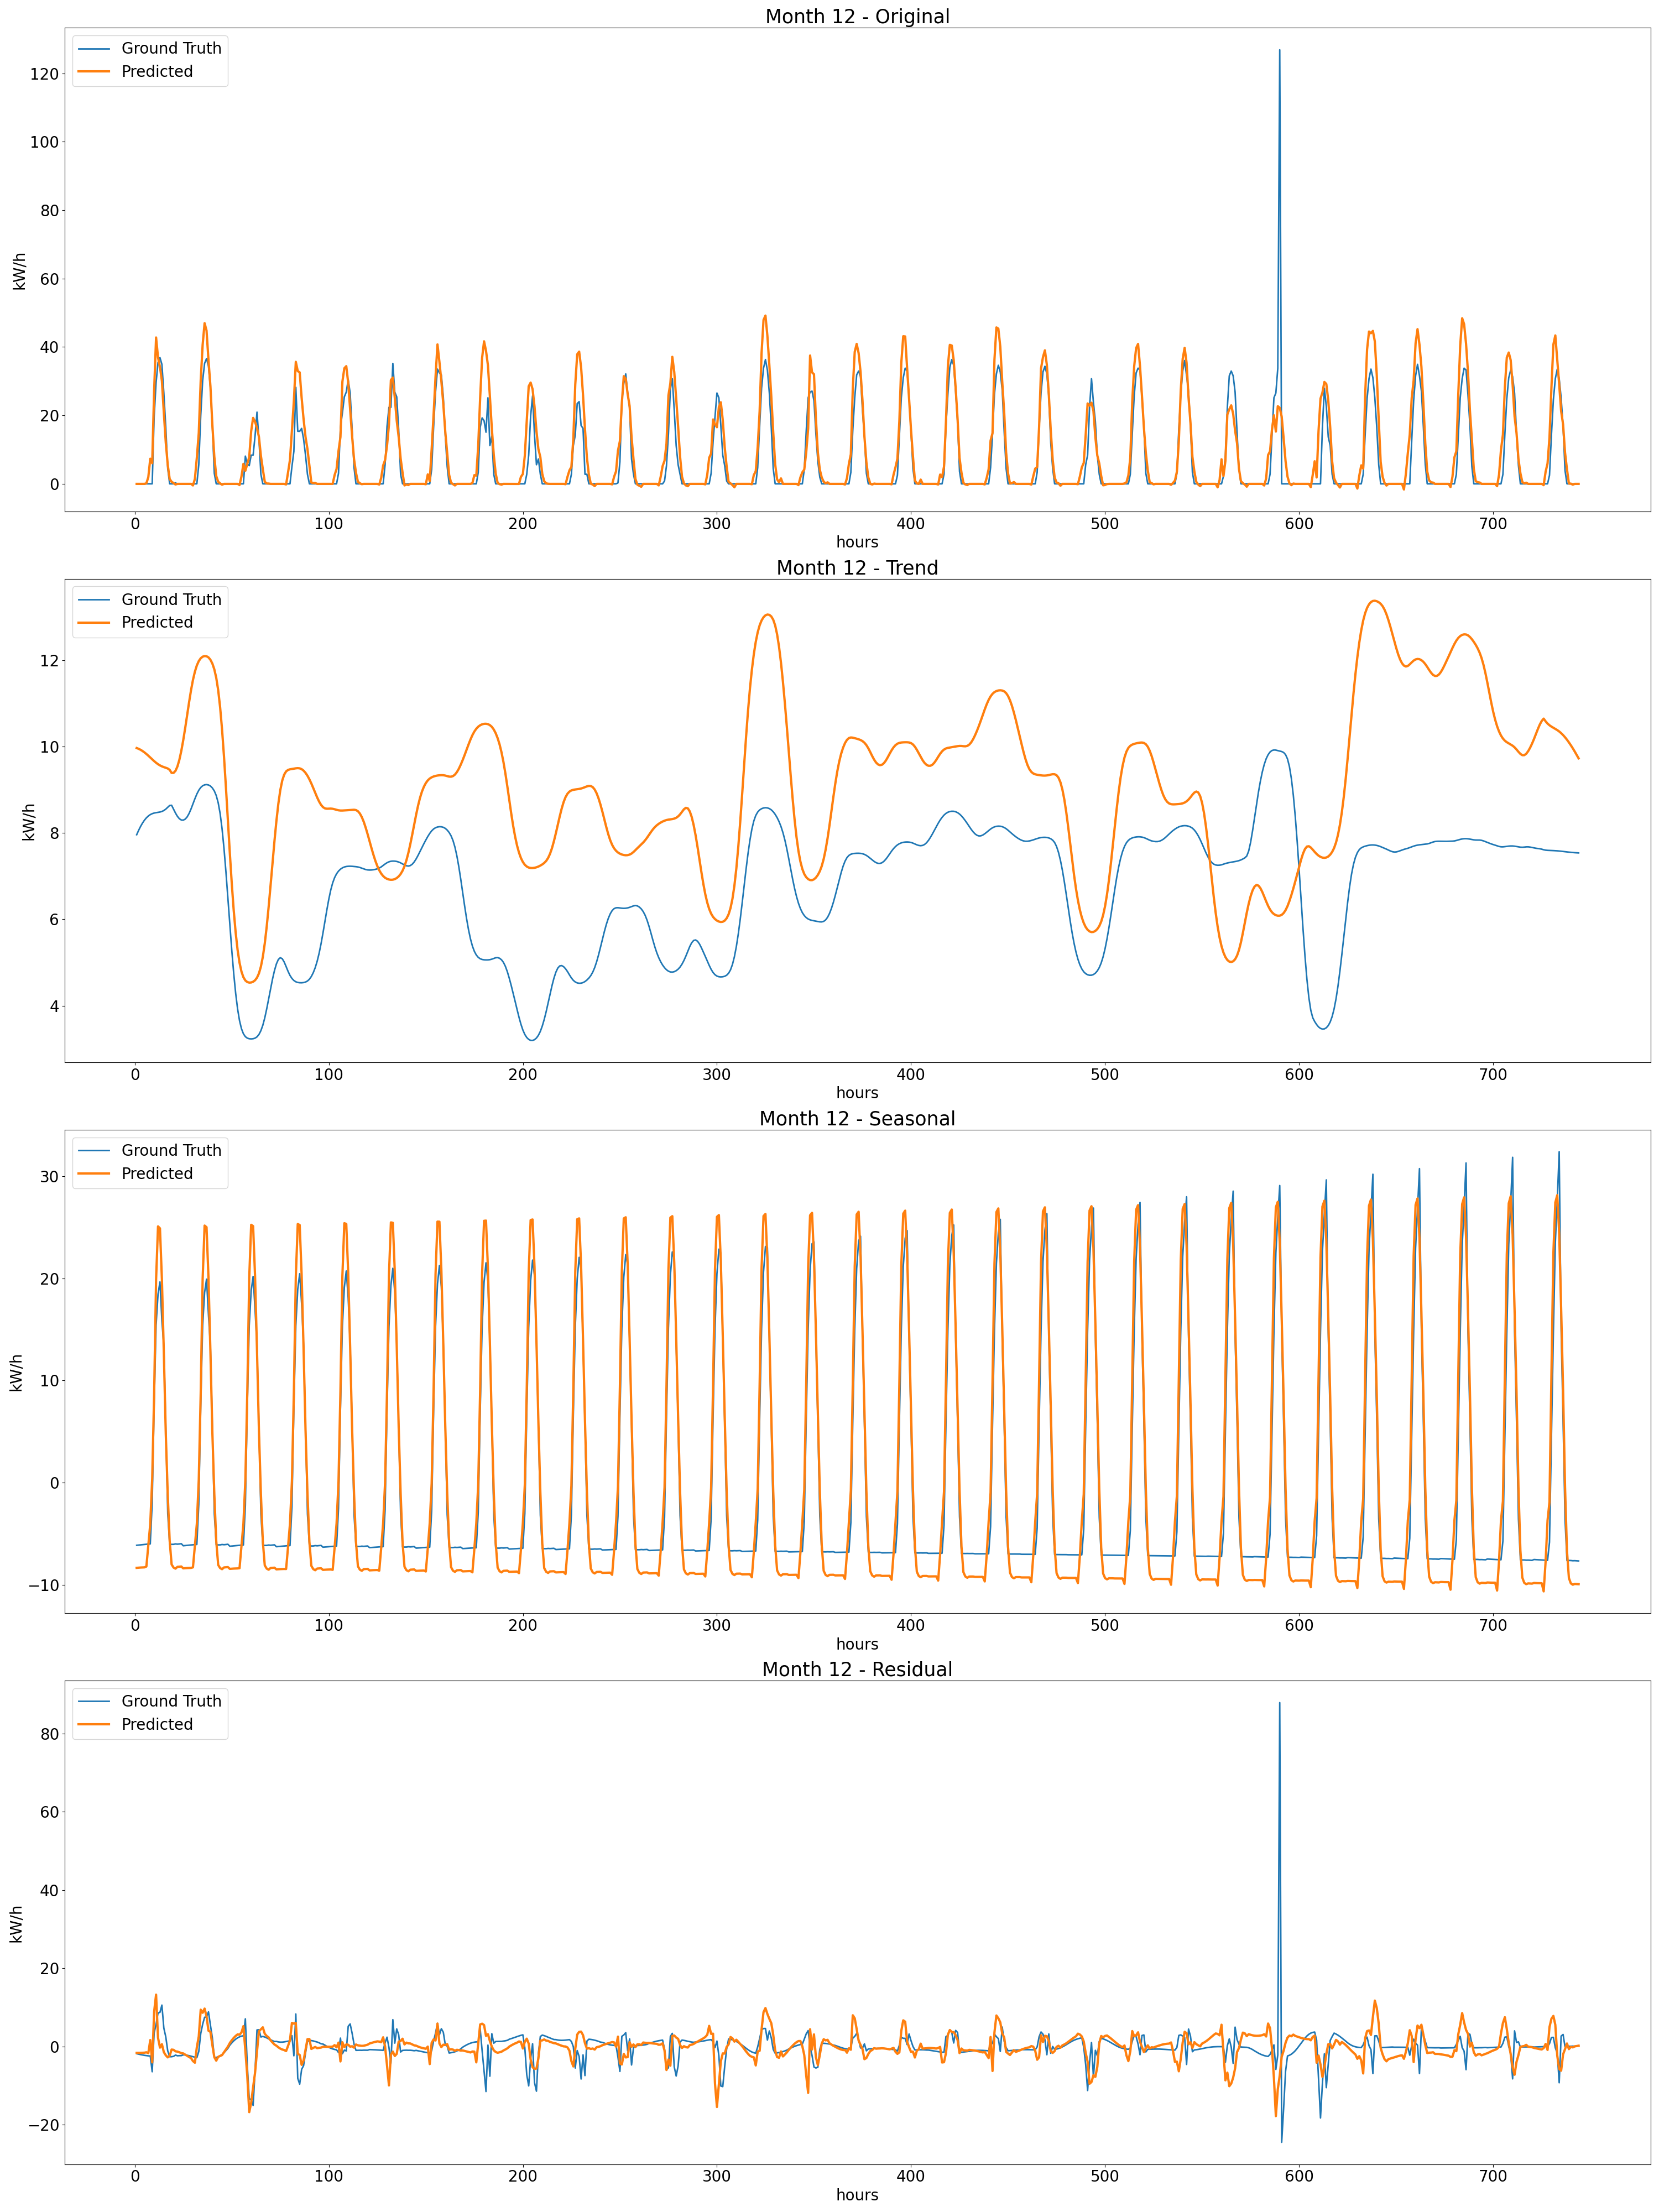 Month 12 - Original
Ground Truth
Predicted
kW/h
120
100
80
60
40
20
0
0 100 200 300 400 500 600 700
hours
Month 12 - Trend
Ground Truth
Predicted
kW/h
12
10
8
6
4
0 100 200 300 400 500 600 700
hours
Month 12 - Seasonal
Ground Truth
Predicted
kW/h
30
20
10
0
−10
0 100 200 300 400 500 600 700
hours
Month 12 - Residual
Ground Truth
Predicted
kW/h
80
60
40
20
0
−20
0 100 200 300 400 500 600 700
hours